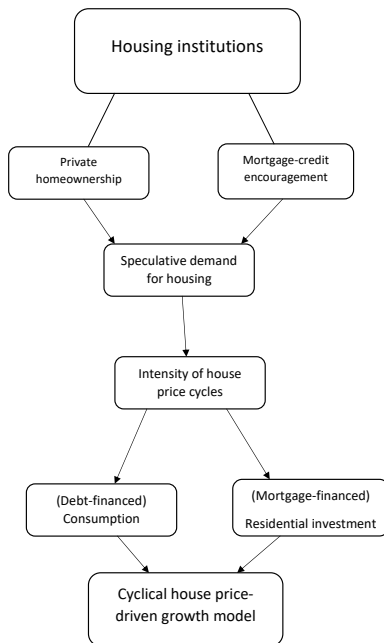 Housing institutions
Private
homeownership
Mortgage-credit
encouragement
Speculative demand
for housing
Intensity of house
price cycles
(Debt-financed)
Consumption
(Mortgage-financed)
Residential investment
Cyclical house price-
driven growth model